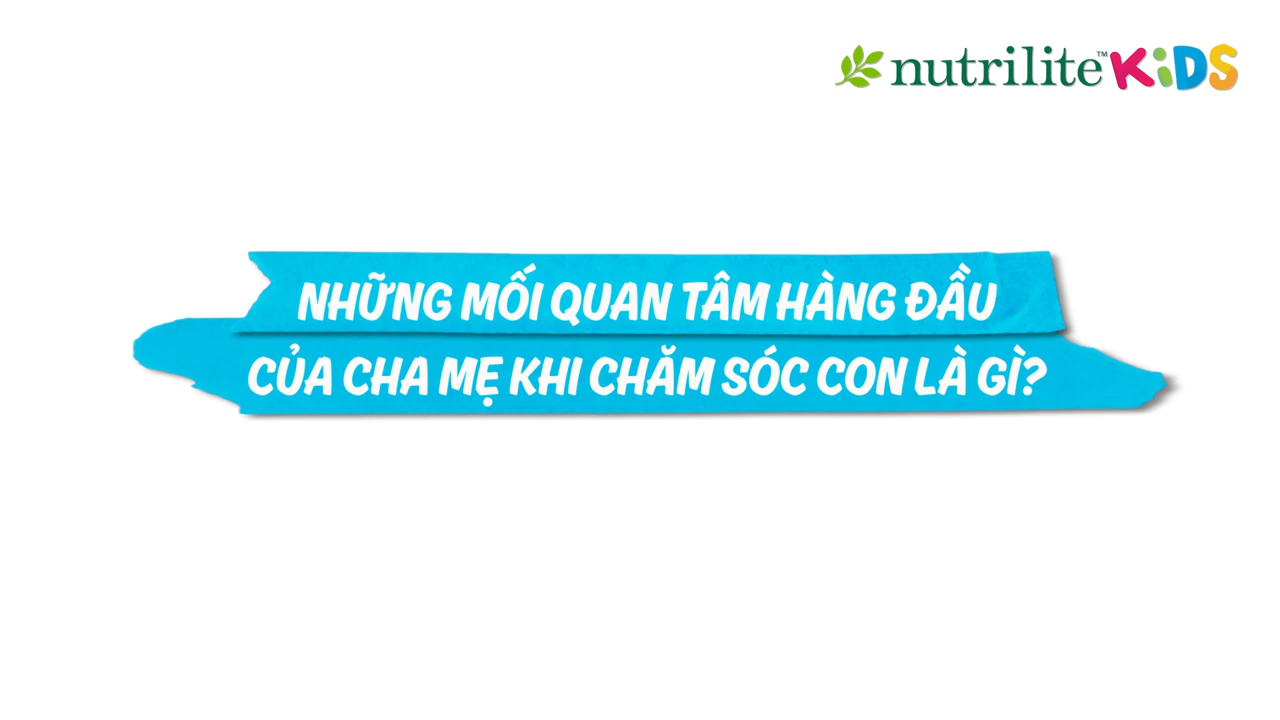 nutrilite™ KiDS
NHỮNG MỐI QUAN TÂM HÀNG ĐẦU
CỦA CHA MẸ KHI CHĂM SÓC CON LÀ GÌ?